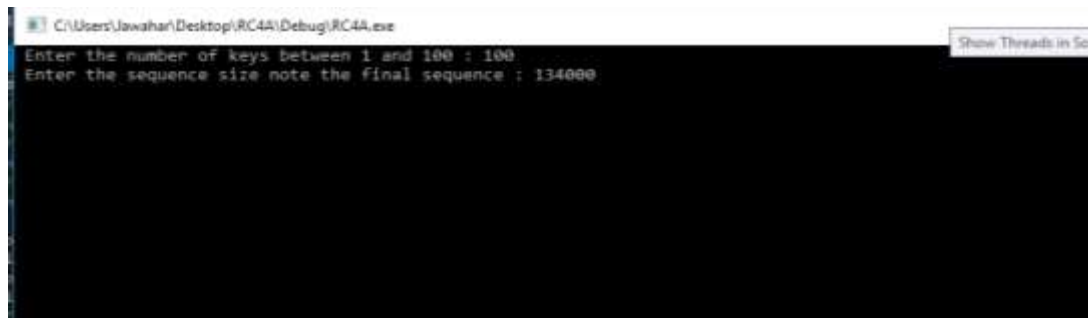 C:\Users\Jawahar\Desktop\RC4A\Debug\RC4A.exe
Show Threads in So
Enter the number of keys between 1 and 100 : 100
Enter the sequence size note the final sequence : 134000